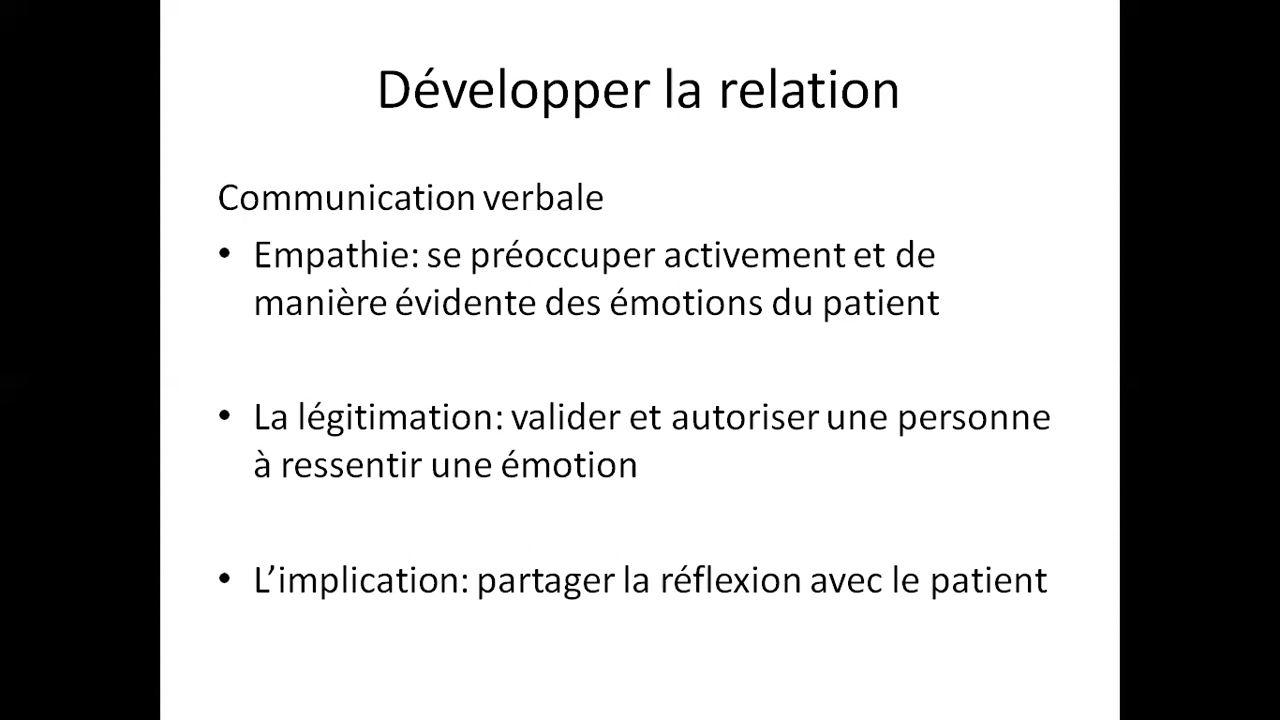 Développer la relation
Communication verbale
• Empathie: se préoccuper activement et de
manière évidente des émotions du patient
• La légitimation: valider et autoriser une personne
à ressentir une émotion
• L’implication: partager la réflexion avec le patient